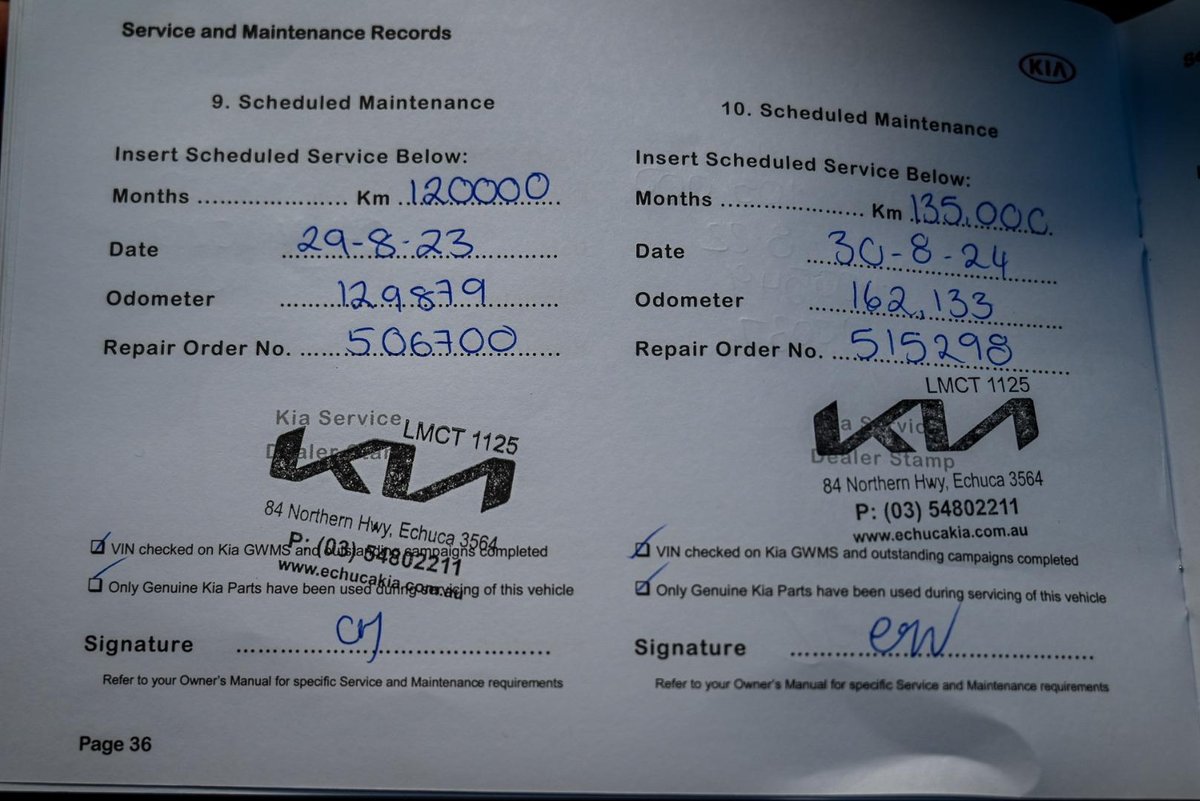 Service and Maintenance Records
KIA
9. Scheduled Maintenance
Insert Scheduled Service Below:
Months .................... Km 120000
Date 29-8-23
Odometer 129879
Repair Order No. 506700
Kia Service
Dealer Stamp
LMCT 1125
KIA
84 Northern Hwy, Echuca 3564
P: (03) 54802211
www.echucakia.com.au
VIN checked on Kia GWMS and outstanding campaigns completed
Only Genuine Kia Parts have been used during servicing of this vehicle
Signature
Refer to your Owner's Manual for specific Service and Maintenance requirements
Page 36
10. Scheduled Maintenance
Insert Scheduled Service Below:
Months .................... Km 135,000
Date 30-8-24
Odometer 162,133
Repair Order No. 515298
LMCT 1125
KIA
Kia Service
Dealer Stamp
84 Northern Hwy, Echuca 3564
P: (03) 54802211
www.echucakia.com.au
VIN checked on Kia GWMS and outstanding campaigns completed
Only Genuine Kia Parts have been used during servicing of this vehicle
Signature
Refer to your Owner's Manual for specific Service and Maintenance requirements